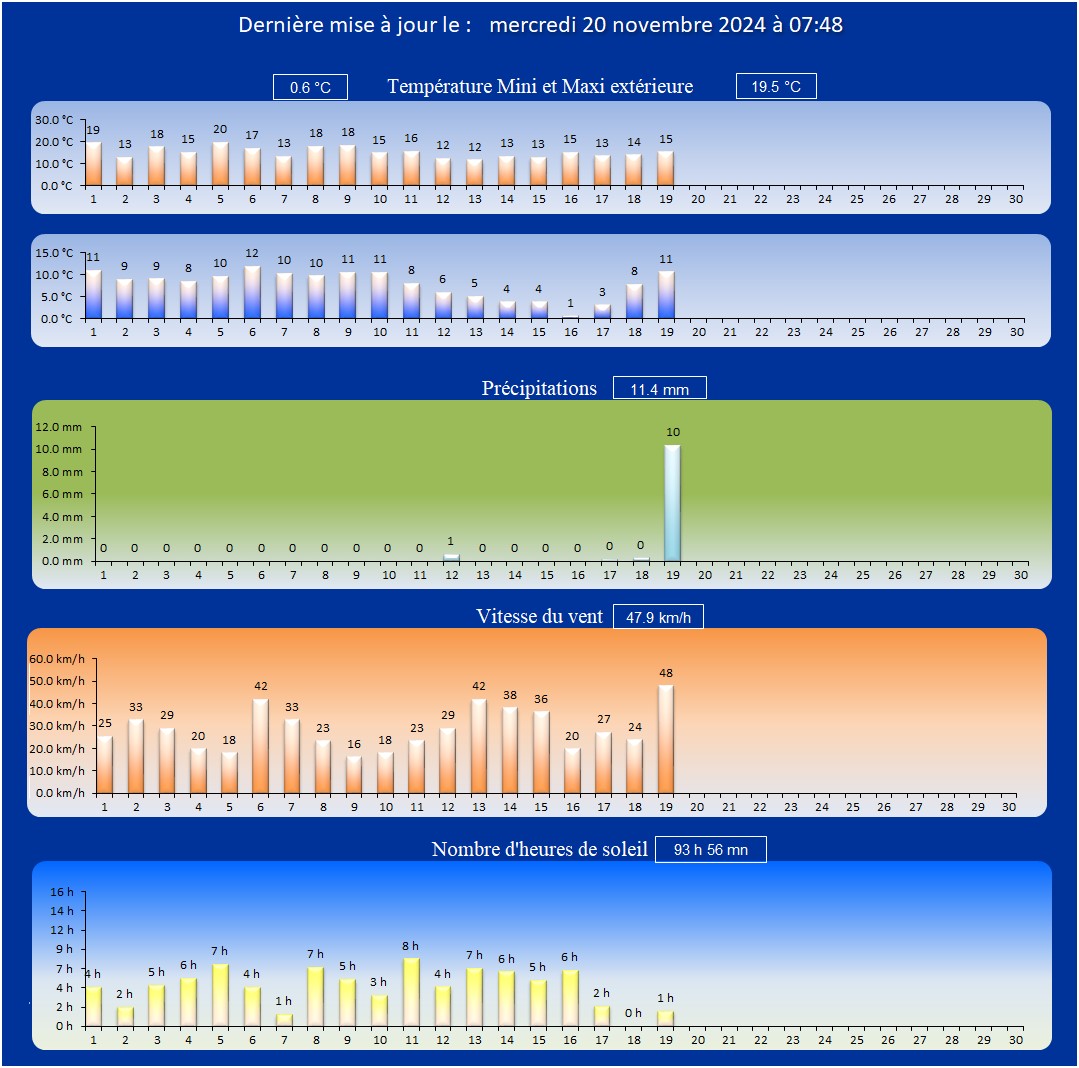 Dernière mise à jour le : mercredi 20 novembre 2024 à 07:48
0.6 °C Température Mini et Maxi extérieure 19.5 °C
30.0 °C
20.0 °C
10.0 °C
0.0 °C
19 13 18 15 20 17 13 18 18 15 16 12 12 13 13 15 13 14 15
1 2 3 4 5 6 7 8 9 10 11 12 13 14 15 16 17 18 19 20 21 22 23 24 25 26 27 28 29 30
15.0 °C
10.0 °C
5.0 °C
0.0 °C
11 9 9 8 10 12 10 10 11 11 8 6 5 4 4 1 3 8 11
1 2 3 4 5 6 7 8 9 10 11 12 13 14 15 16 17 18 19 20 21 22 23 24 25 26 27 28 29 30
Précipitations 11.4 mm
12.0 mm
10.0 mm
8.0 mm
6.0 mm
4.0 mm
2.0 mm
0.0 mm
0 0 0 0 0 0 0 0 0 0 0 1 0 0 0 0 0 0 10
1 2 3 4 5 6 7 8 9 10 11 12 13 14 15 16 17 18 19 20 21 22 23 24 25 26 27 28 29 30
Vitesse du vent 47.9 km/h
60.0 km/h
50.0 km/h
40.0 km/h
30.0 km/h
20.0 km/h
10.0 km/h
0.0 km/h
25 33 29 20 18 42 33 23 16 18 23 29 42 38 36 20 27 24 48
1 2 3 4 5 6 7 8 9 10 11 12 13 14 15 16 17 18 19 20 21 22 23 24 25 26 27 28 29 30
Nombre d'heures de soleil 93 h 56 mn
16 h
14 h
12 h
9 h
7 h
4 h
2 h
0 h
4 h 2 h 5 h 6 h 7 h 4 h 1 h 7 h 5 h 3 h 8 h 4 h 7 h 6 h 5 h 6 h 2 h 0 h 1 h
1 2 3 4 5 6 7 8 9 10 11 12 13 14 15 16 17 18 19 20 21 22 23 24 25 26 27 28 29 30